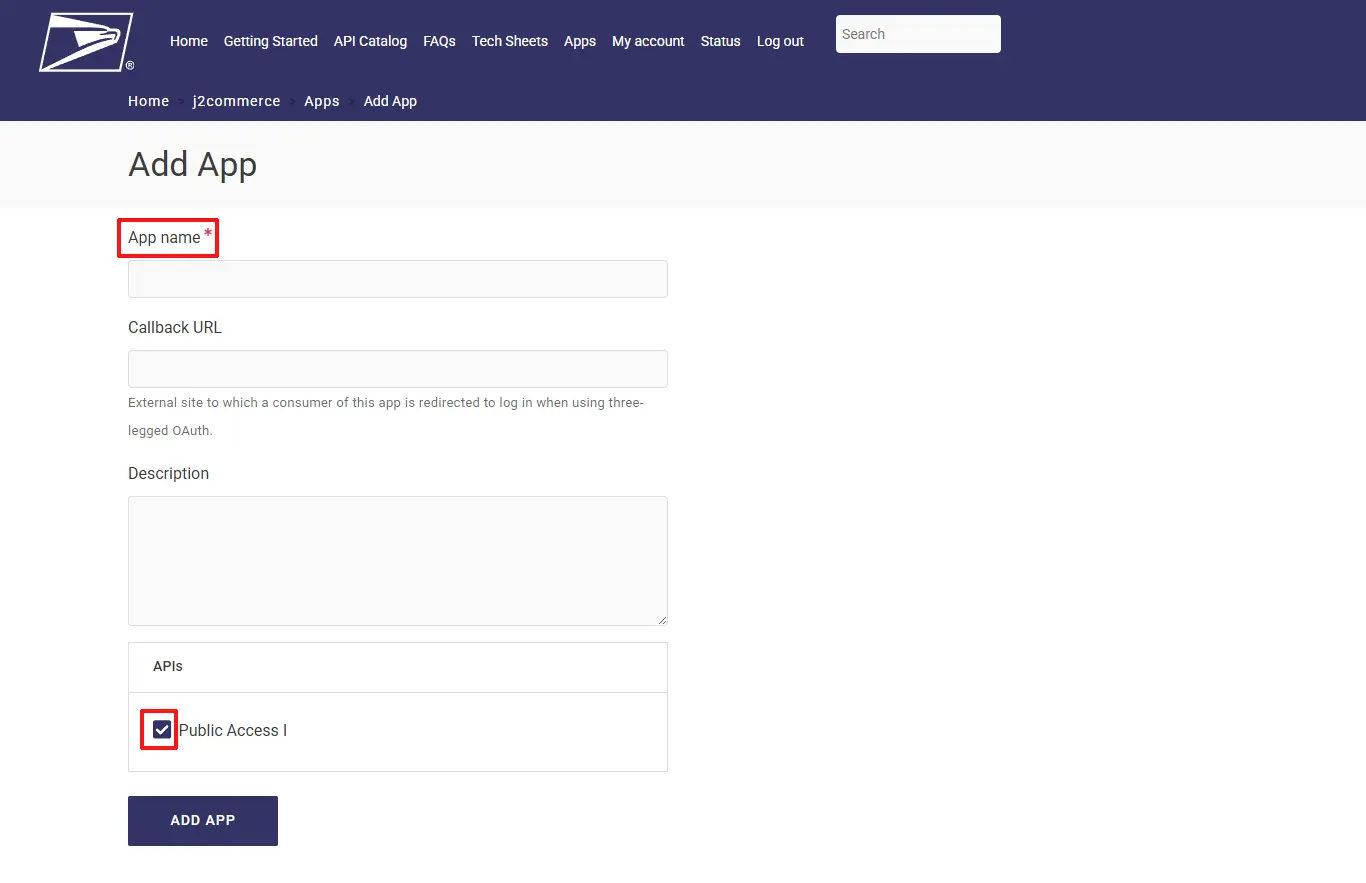 Home Getting Started API Catalog FAQs Tech Sheets Apps My account Status Log out Search
®
Home > j2commerce > Apps > Add App
Add App
App name *
Callback URL
External site to which a consumer of this app is redirected to log in when using three-
legged OAuth.
Description
APIs
Public Access I
ADD APP